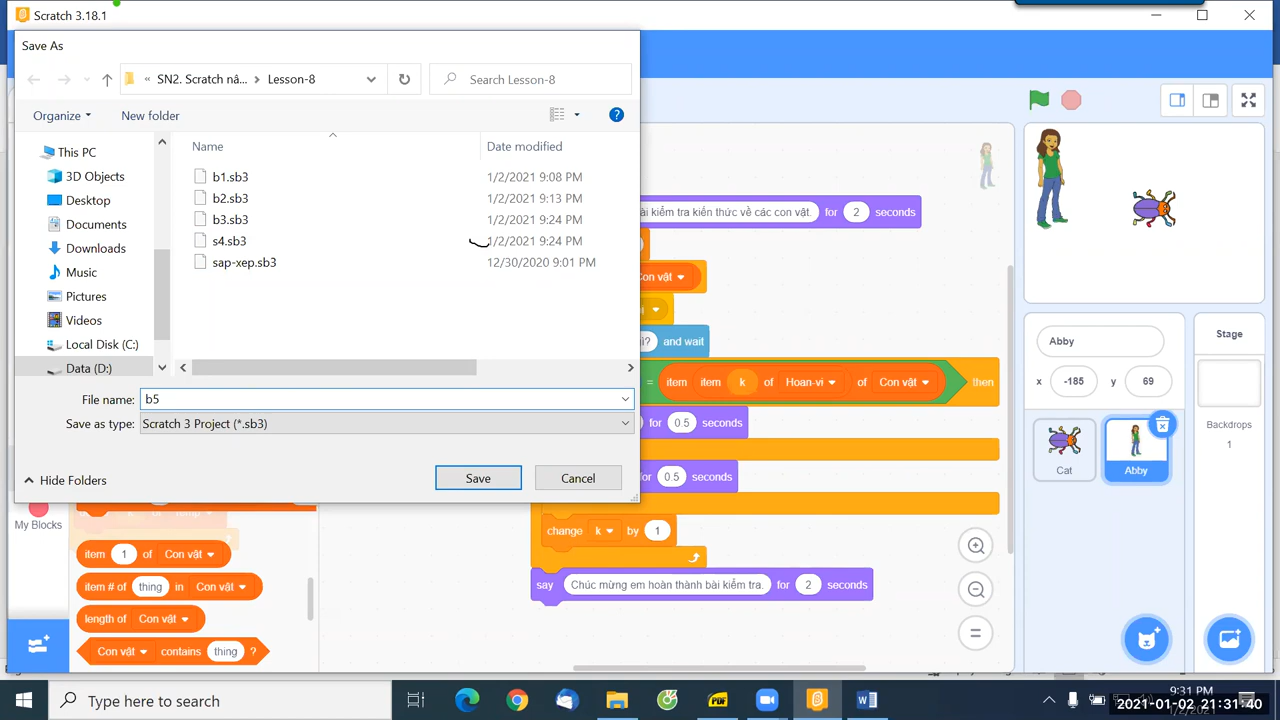 Scratch 3.18.1
Save As
« SN2. Scratch nâ... > Lesson-8
Search Lesson-8
Organize
New folder
Name
Date modified
This PC
3D Objects
Desktop
Documents
Downloads
Music
Pictures
Videos
Local Disk (C:)
Data (D:)
b1.sb3 1/2/2021 9:08 PM
b2.sb3 1/2/2021 9:13 PM
b3.sb3 1/2/2021 9:24 PM
s4.sb3 1/2/2021 9:24 PM
sap-xep.sb3 12/30/2020 9:01 PM
File name: b5
Save as type: Scratch 3 Project (*.sb3)
Hide Folders
Save
Cancel
ài kiểm tra kiến thức về các con vật. for 2 seconds
Con vật
ì? and wait
= item item k of Hoan-vi of Con vật then
for 0.5 seconds
for 0.5 seconds
change k by 1
say Chúc mừng em hoàn thành bài kiểm tra. for 2 seconds
My Blocks
item 1 of Con vật
item # of thing in Con vật
length of Con vật
Con vật contains thing ?
Abby
x -185 y 69
Cat
Abby
Stage
Backdrops
1
Type here to search
9:31 PM
2021-01-02 21:31:40